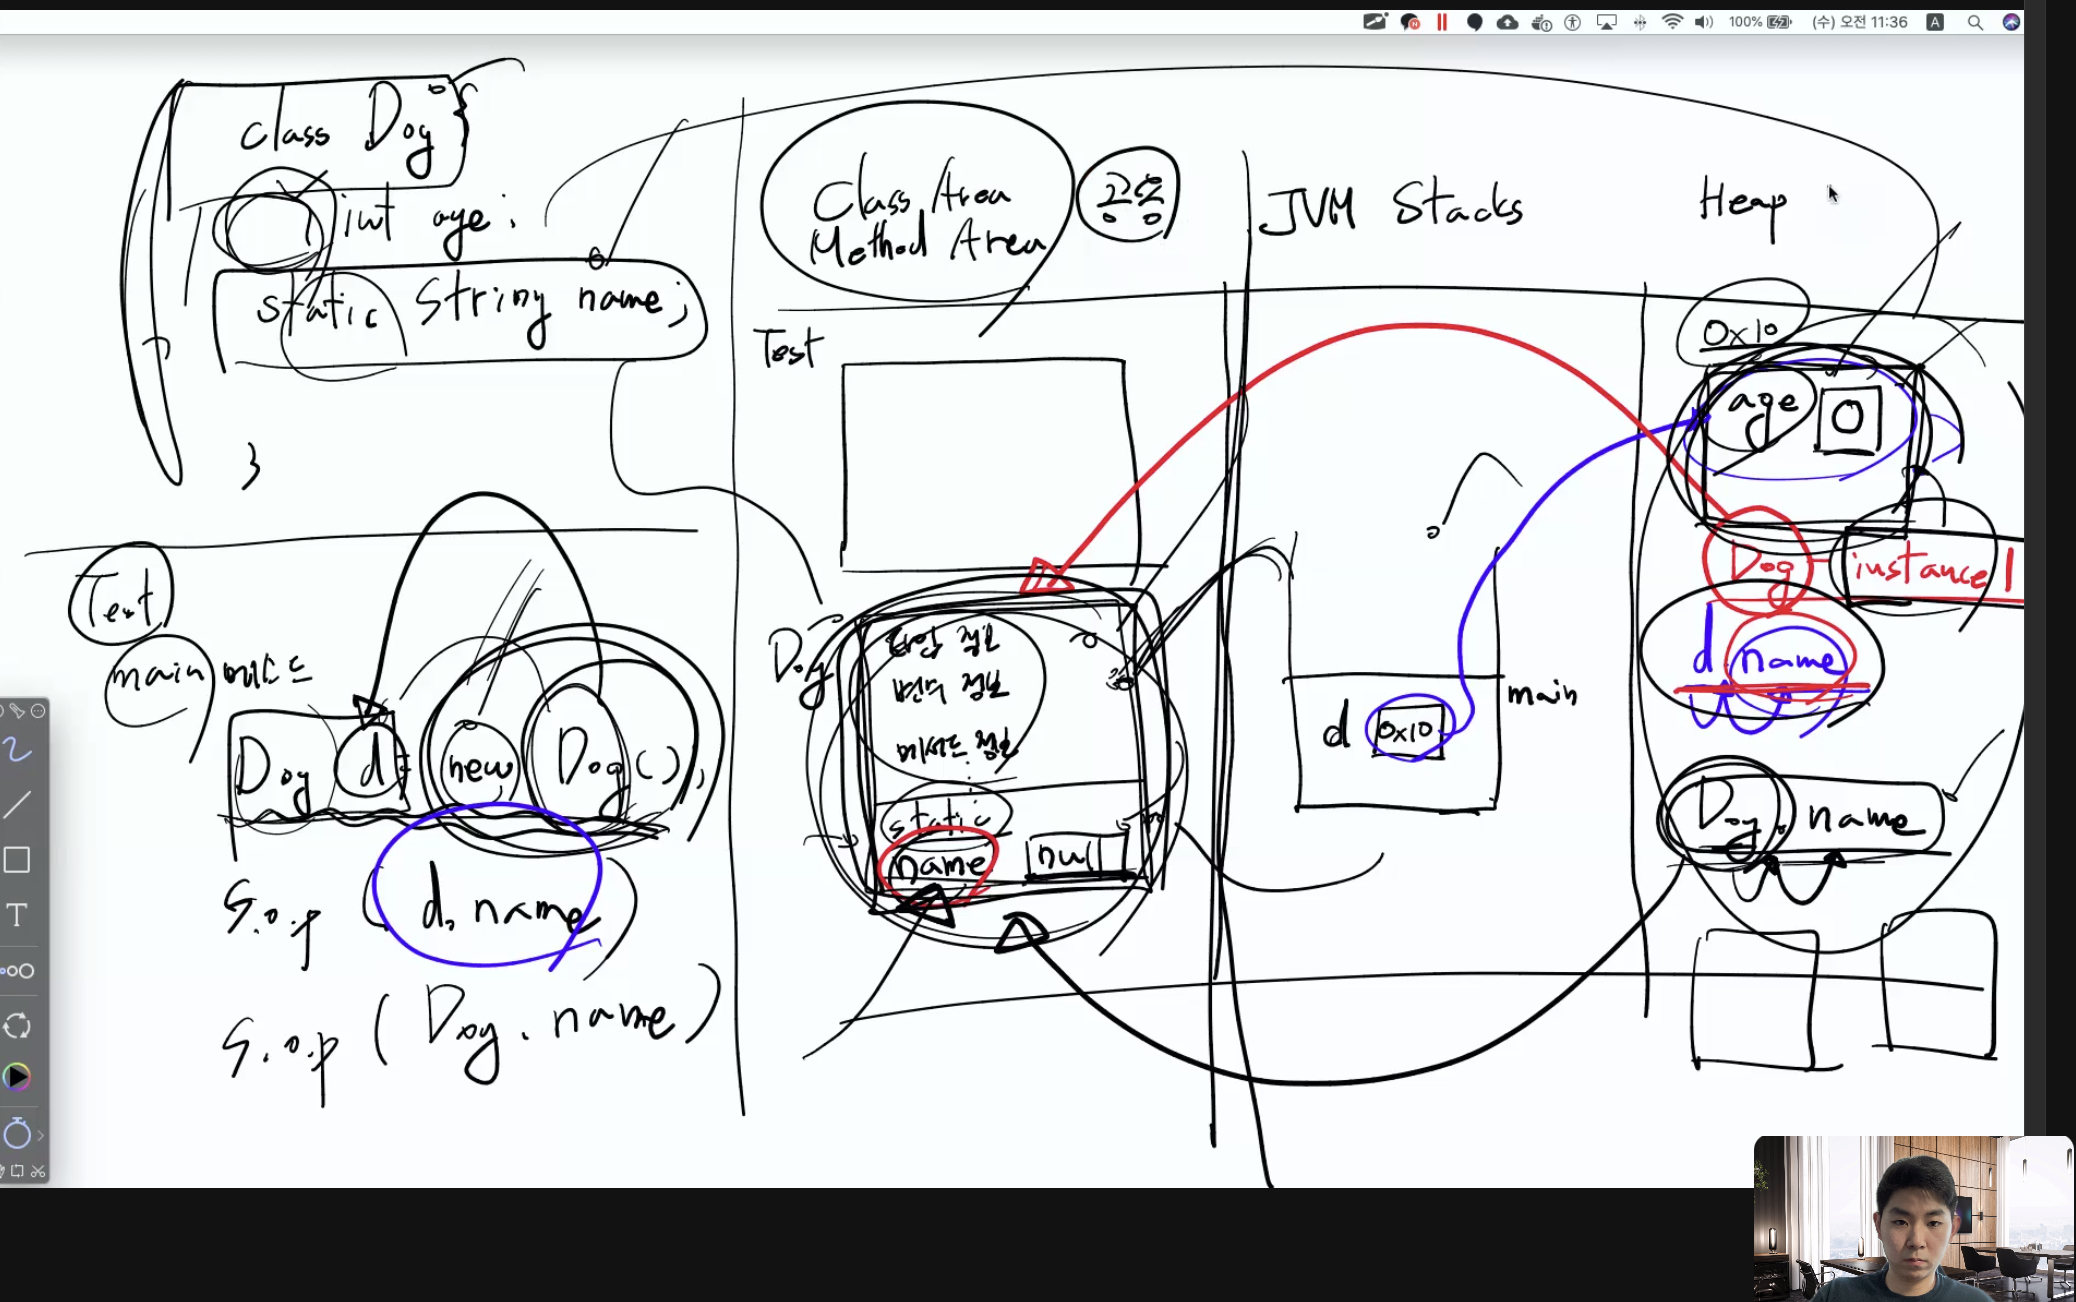 100% (수) 오전 11:36 A
class Dog {
int age;
static String name;
}
Test
main 메소드
Dog d = new Dog();
S.o.p ( d.name )
S.o.p ( Dog.name )
Class Area
Method Area
공용
Test
Dog
타입 정보
변수 정보
메서드 정보
static
name null
JVM Stacks
main
d 0x10
Heap
0x10
age 0
Dog instance
d name
Dog. name
T